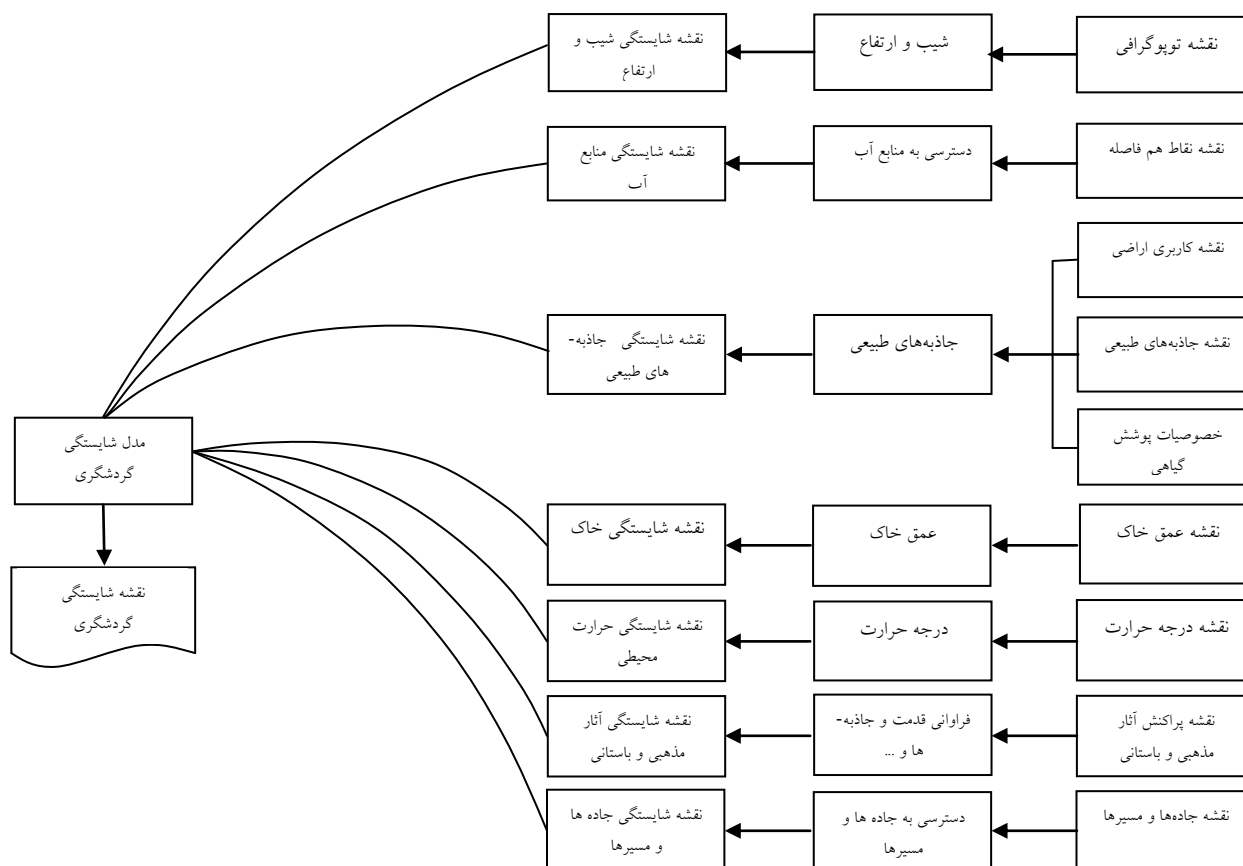 نقشه توپوگرافی
شیب و ارتفاع
نقشه شایستگی شیب و
ارتفاع
نقشه نقاط هم فاصله
دسترسی به منابع آب
نقشه شایستگی منابع
آب
نقشه کاربری اراضی
نقشه جاذبه‌های طبیعی
خصوصیات پوشش
گیاهی
جاذبه‌های طبیعی
نقشه شایستگی جاذبه-
های طبیعی
مدل شایستگی
گردشگری
نقشه شایستگی
گردشگری
نقشه عمق خاک
عمق خاک
نقشه شایستگی خاک
نقشه درجه حرارت
درجه حرارت
نقشه شایستگی حرارت
محیطی
نقشه پراکنش آثار
مذهبی و باستانی
فراوانی قدمت و جاذبه-
ها و ...
نقشه شایستگی آثار
مذهبی و باستانی
نقشه جاده‌ها و مسیرها
دسترسی به جاده ها و
مسیرها
نقشه شایستگی جاده ها
و مسیرها